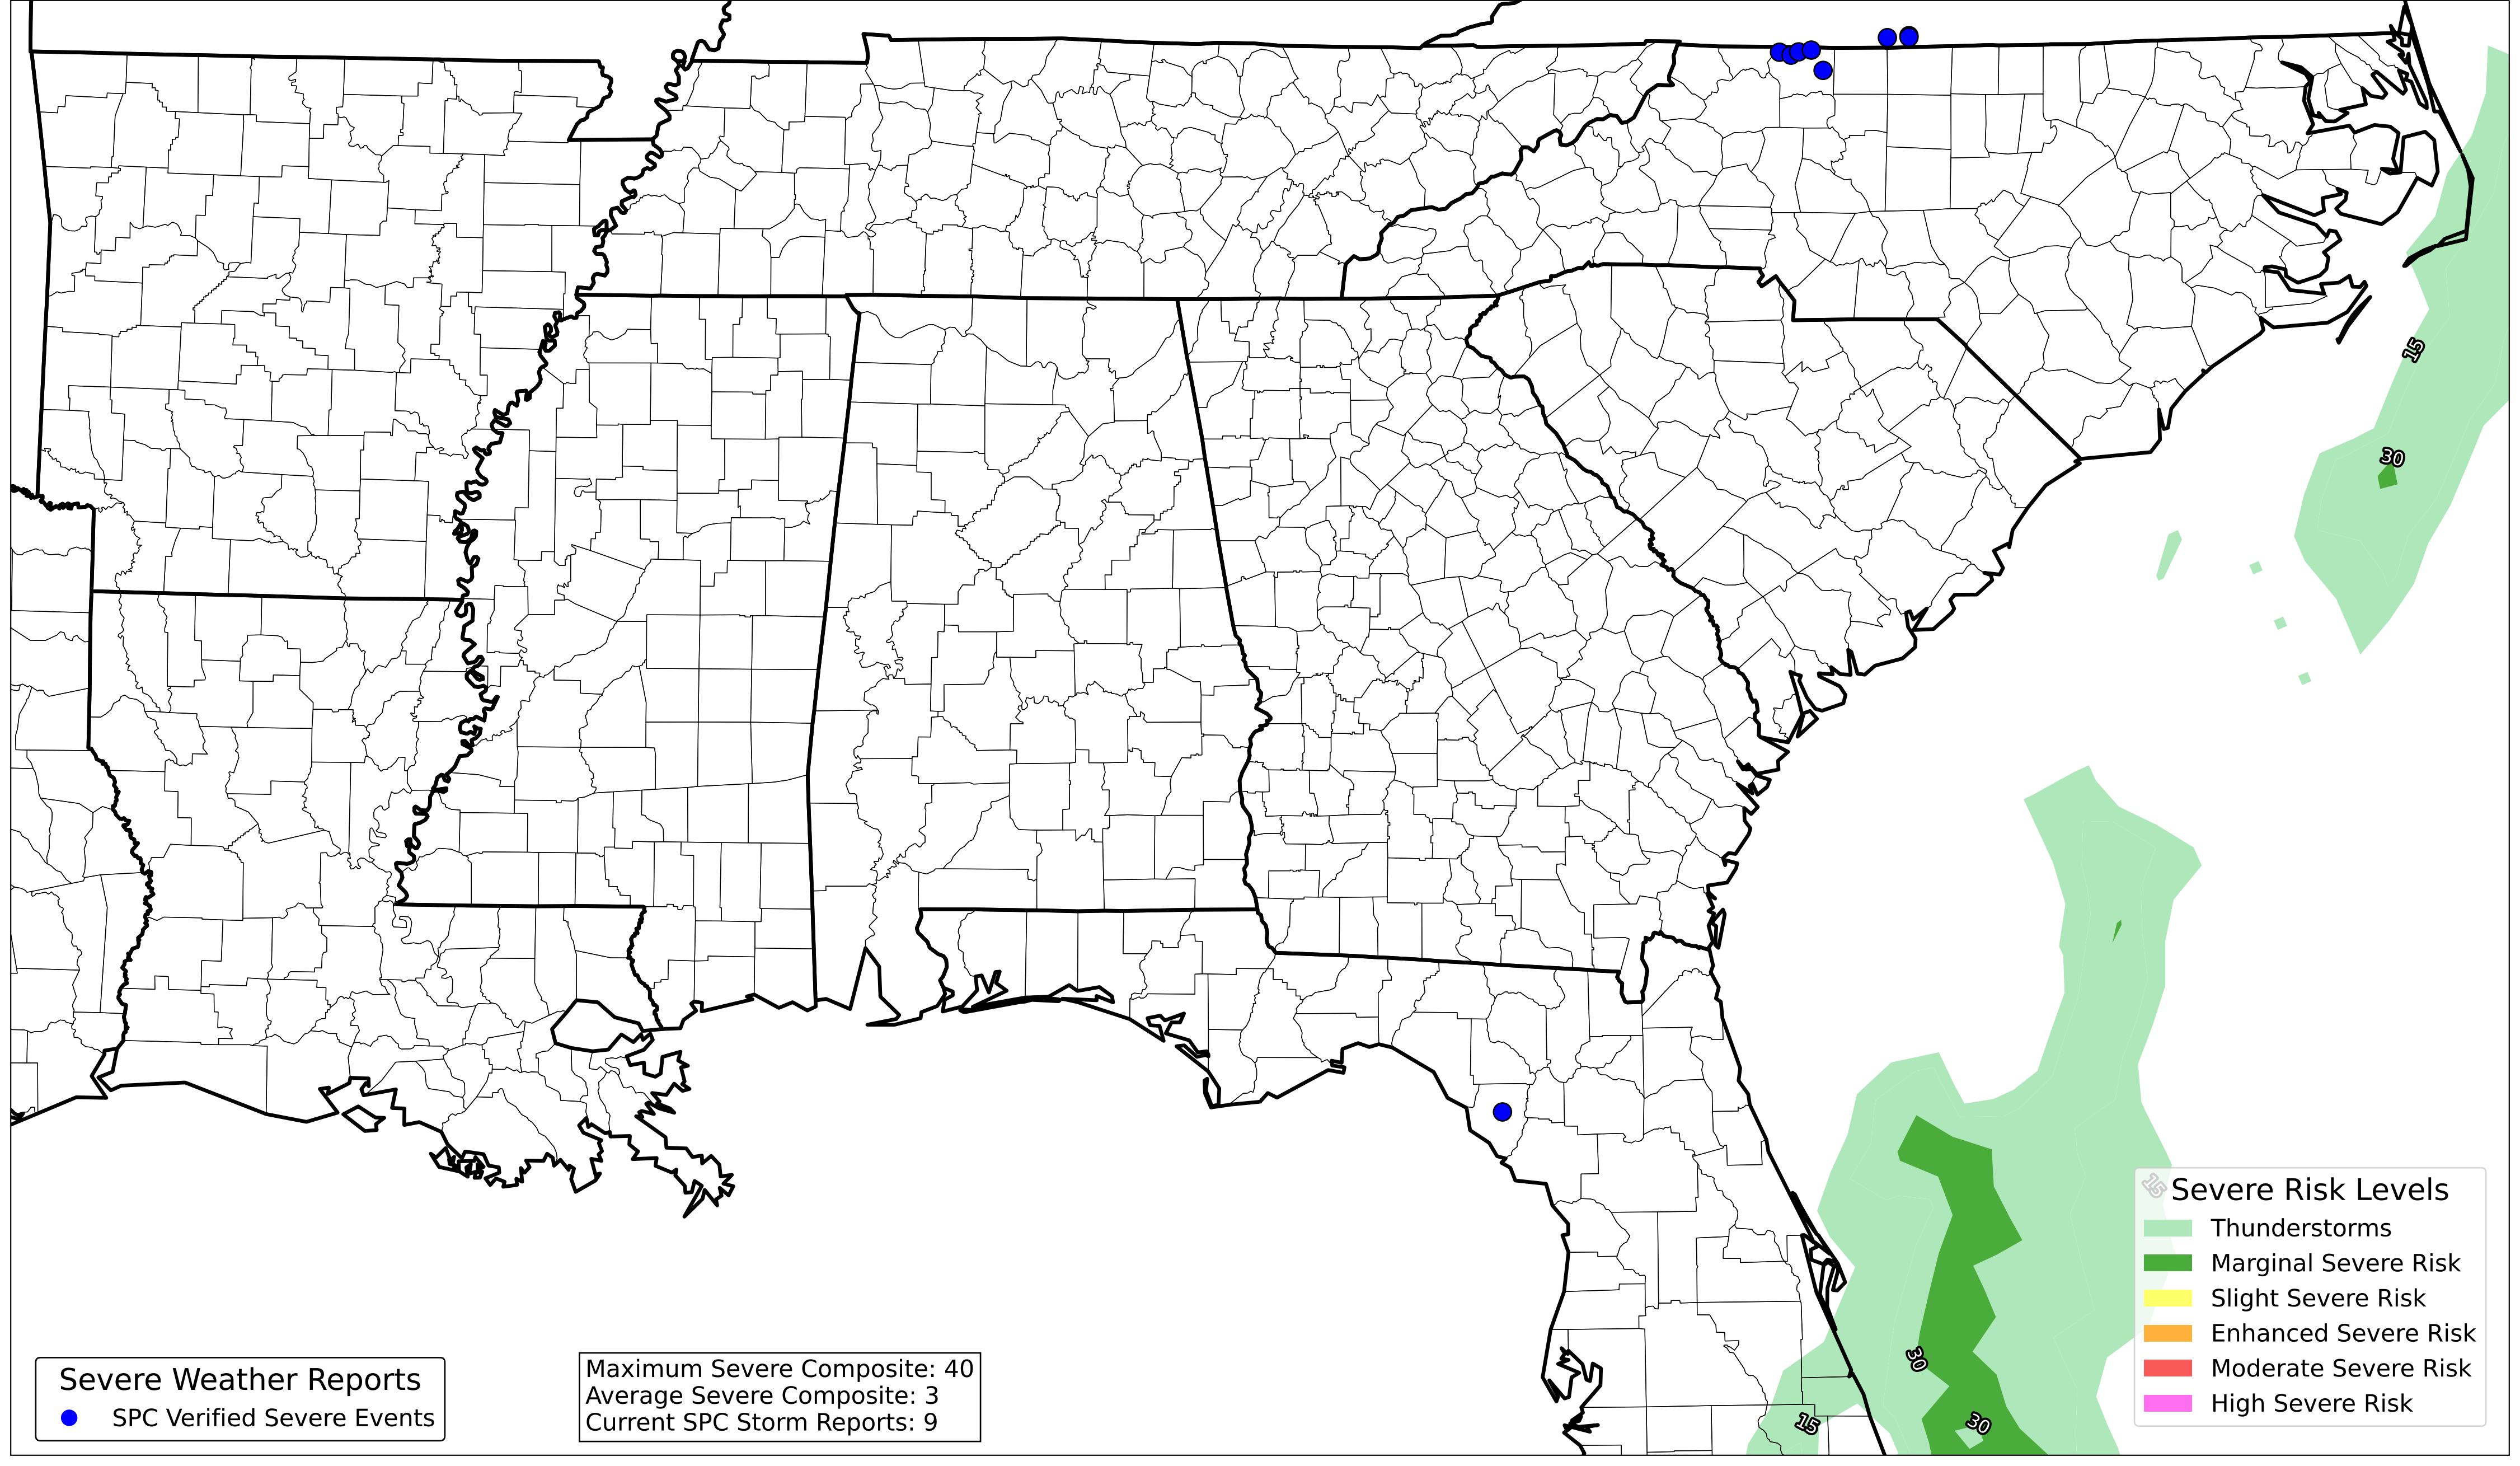 15
30
15
Severe Risk Levels
Thunderstorms
Marginal Severe Risk
Slight Severe Risk
Enhanced Severe Risk
Moderate Severe Risk
High Severe Risk
30
15
30
Severe Weather Reports
SPC Verified Severe Events
Maximum Severe Composite: 40
Average Severe Composite: 3
Current SPC Storm Reports: 9